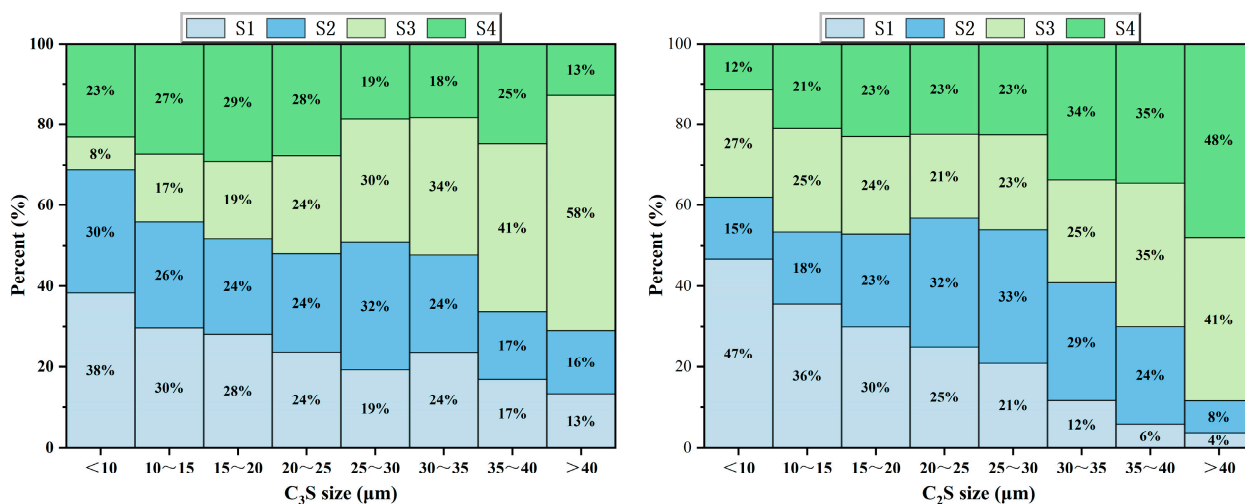 S1 S2 S3 S4
Percent (%)
100
80
60
40
20
0
23% 27% 29% 28% 19% 18% 25% 13%
8% 17% 19% 24% 30% 34% 41% 58%
30% 26% 24% 24% 32% 24% 17% 16%
38% 30% 28% 24% 19% 24% 17% 13%
<10 10~15 15~20 20~25 25~30 30~35 35~40 >40
C₃S size (μm)
S1 S2 S3 S4
Percent (%)
100
80
60
40
20
0
12% 21% 23% 23% 23% 34% 35% 48%
27% 25% 24% 21% 23% 25% 35% 41%
15% 18% 23% 32% 33% 29% 24% 8%
47% 36% 30% 25% 21% 12% 6% 4%
<10 10~15 15~20 20~25 25~30 30~35 35~40 >40
C₂S size (μm)